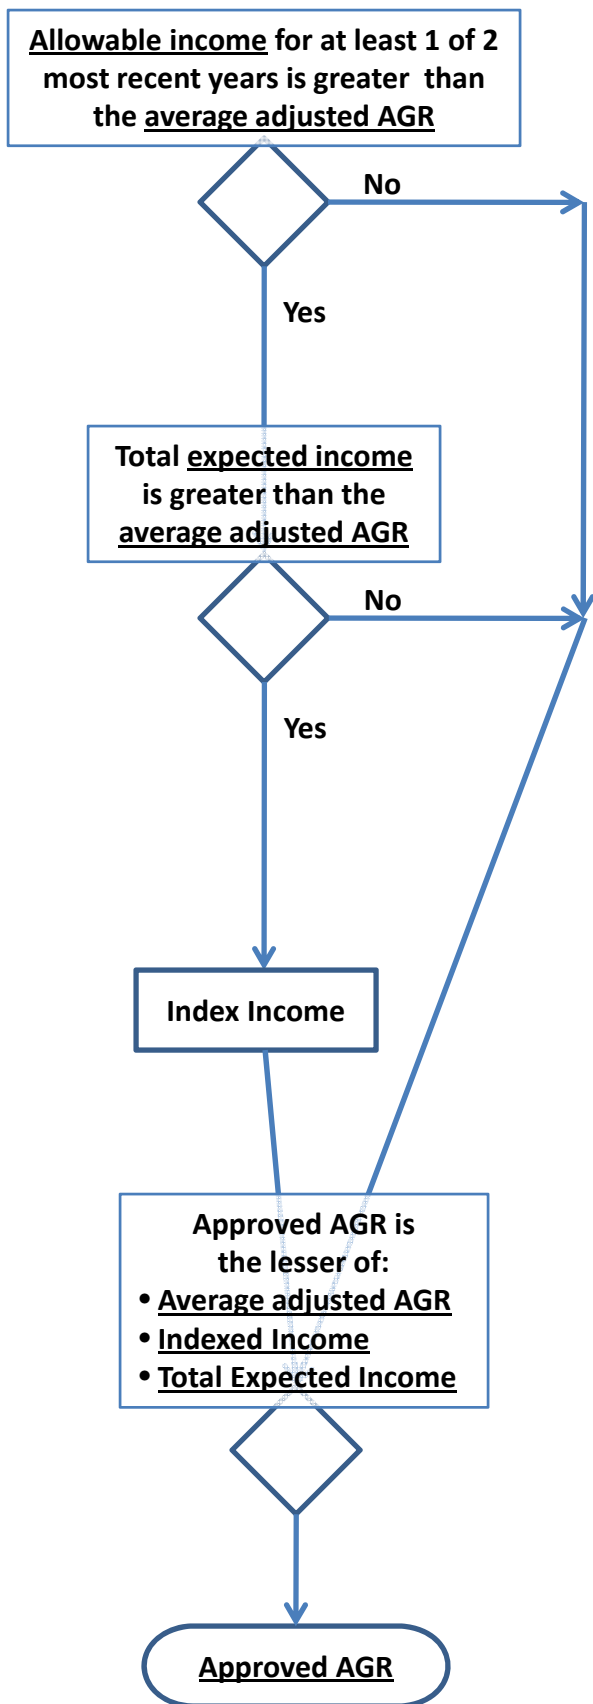 Allowable income for at least 1 of 2
most recent years is greater than
the average adjusted AGR
No
Yes
Total expected income
is greater than the
average adjusted AGR
No
Yes
Index Income
Approved AGR is
the lesser of:
• Average adjusted AGR
• Indexed Income
• Total Expected Income
Approved AGR